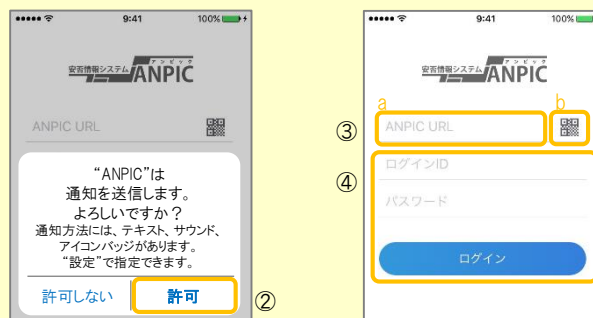 9:41
100%
安否情報システム
アンピック
ANPIC
ANPIC URL
“ANPIC”は
通知を送信します。
よろしいですか？
通知方法には、テキスト、サウンド、
アイコンバッジがあります。
“設定”で指定できます。
許可しない
許可
②
9:41
100%
安否情報システム
アンピック
ANPIC
a
b
③
ANPIC URL
④
ログインID
パスワード
ログイン